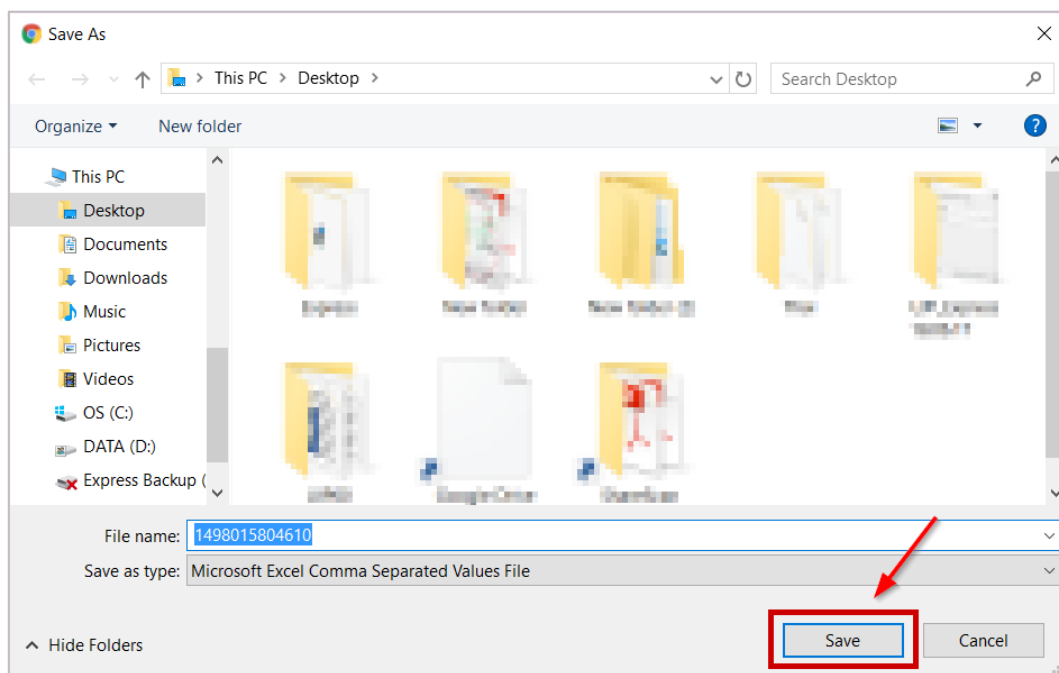 Save As
This PC > Desktop >
Search Desktop
Organize
New folder
?
This PC
Desktop
Documents
Downloads
Music
Pictures
Videos
OS (C:)
DATA (D:)
Express Backup (
File name: 1498015804610
Save as type: Microsoft Excel Comma Separated Values File
Hide Folders
Save
Cancel